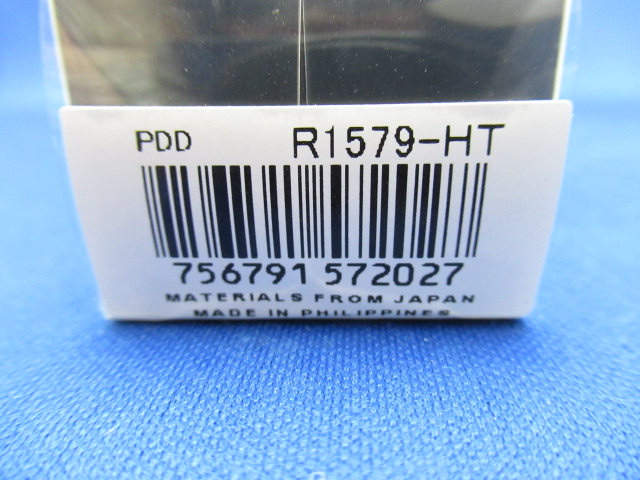 PDD R1579-HT
756791 572027
MATERIALS FROM JAPAN
MADE IN PHILIPPINES